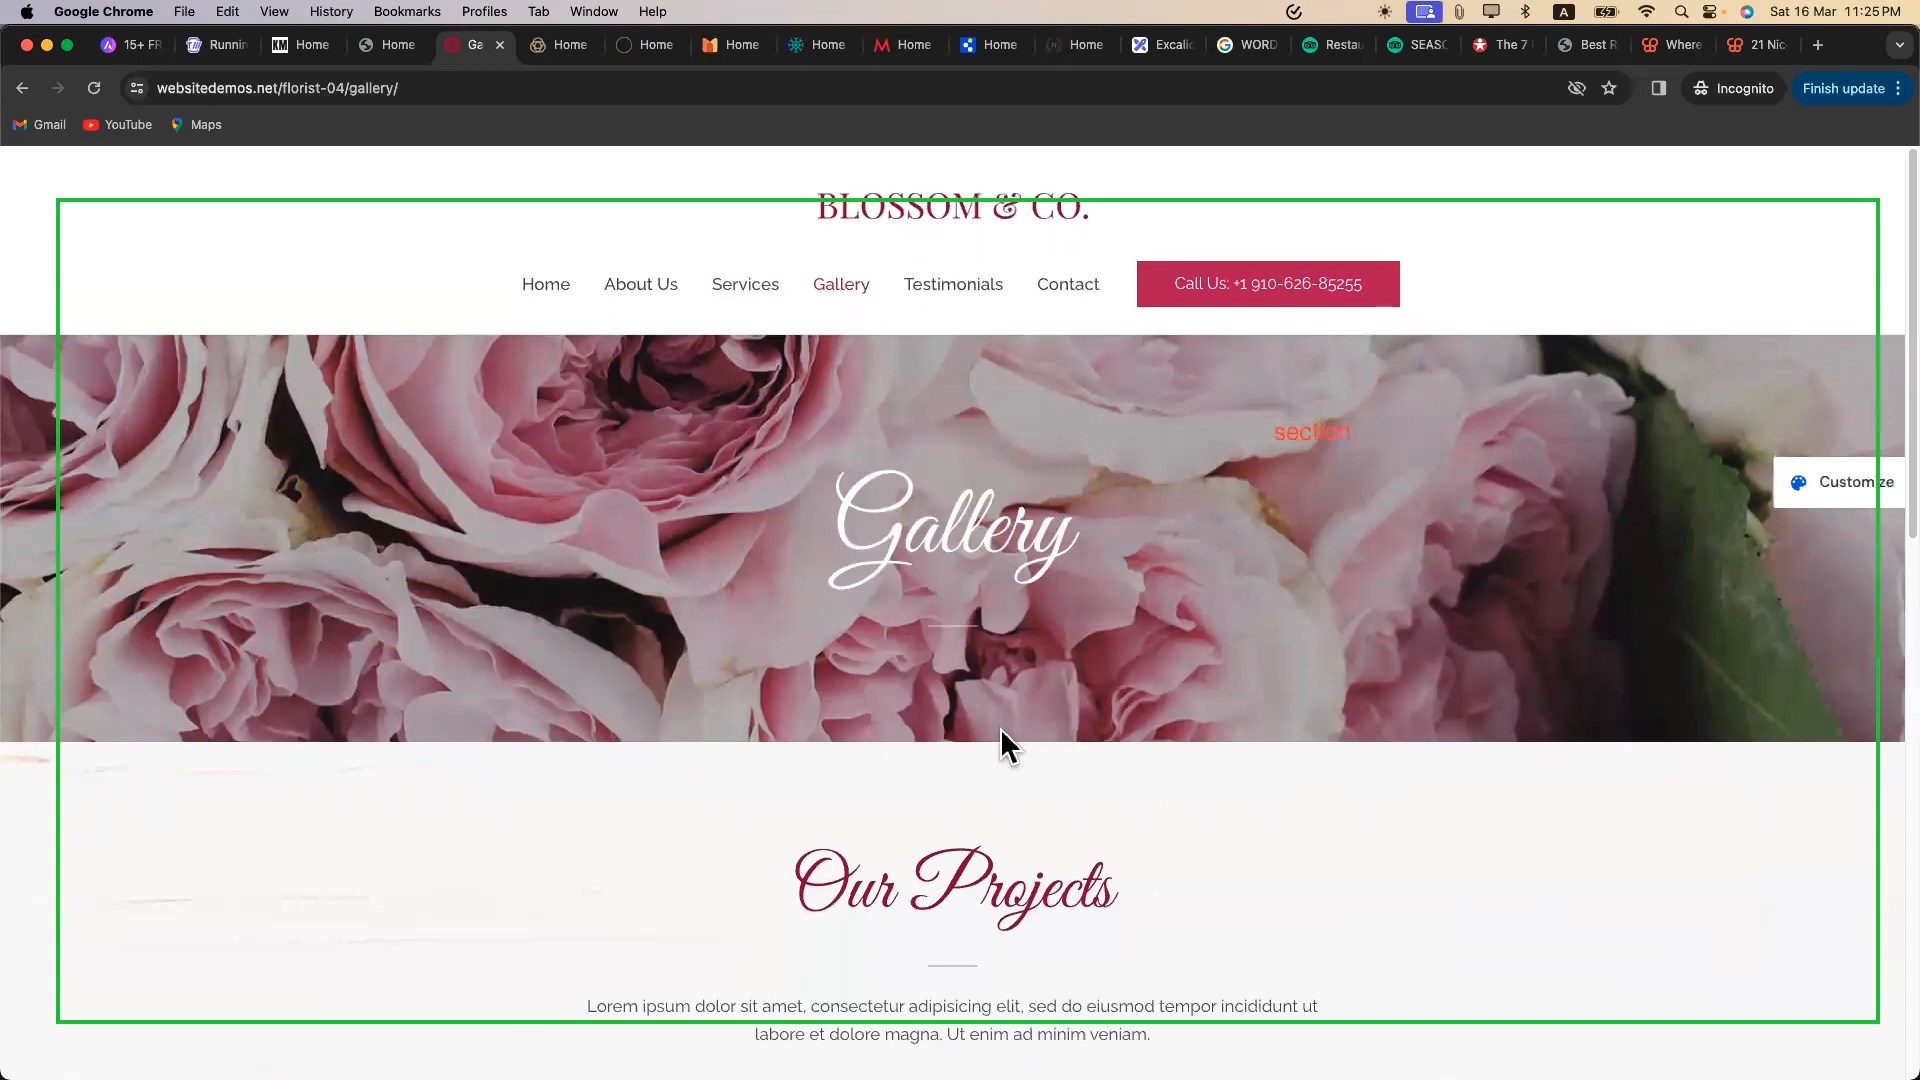 Google Chrome File Edit View History Bookmarks Profiles Tab Window Help A Sat 16 Mar 11:25 PM
15+ FR Runnin KM Home Home Ga Home Home Home Home Home Home Home Excalic WORD Restau SEASC The 7 Best R Where 21 Nic
websitedemos.net/florist-04/gallery/ Incognito Finish update
Gmail YouTube Maps
BLOSSOM & CO.
Home About Us Services Gallery Testimonials Contact Call Us: +1 910-626-85255
section
Customize
Gallery
Our Projects
Lorem ipsum dolor sit amet, consectetur adipisicing elit, sed do eiusmod tempor incididunt ut
labore et dolore magna. Ut enim ad minim veniam.